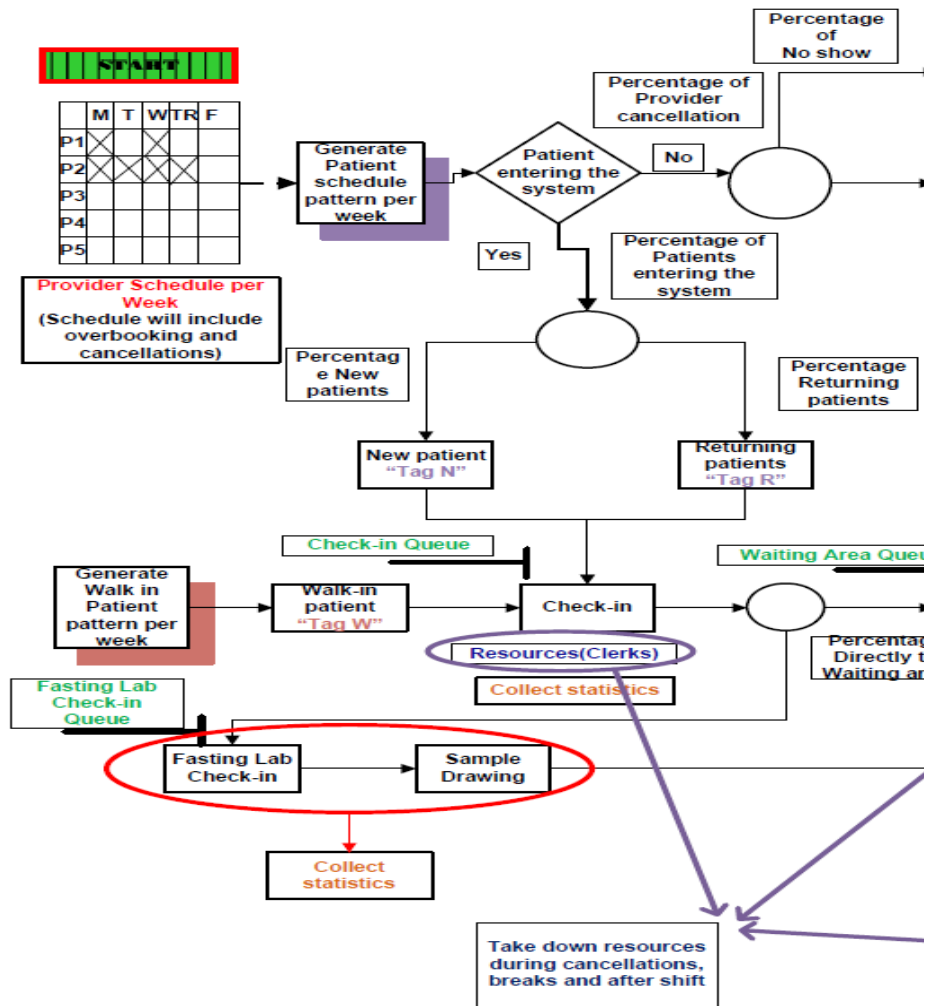 Percentage
of
No show
START
Percentage of
Provider
cancellation
M T W TR F
P1
P2
P3
P4
P5
Generate
Patient
schedule
pattern per
week
Patient
entering the
system
No
Yes
Percentage of
Patients
entering the
system
Provider Schedule per
Week
(Schedule will include
overbooking and
cancellations)
Percentag
e New
patients
Percentage
Returning
patients
New patient
“Tag N”
Returning
patients
“Tag R”
Check-in Queue
Waiting Area Queu
Generate
Walk in
Patient
pattern per
week
Walk-in
patient
“Tag W”
Check-in
Resources(Clerks)
Collect statistics
Percentag
Directly t
Waiting ar
Fasting Lab
Check-in
Queue
Fasting Lab
Check-in
Sample
Drawing
Collect
statistics
Take down resources
during cancellations,
breaks and after shift